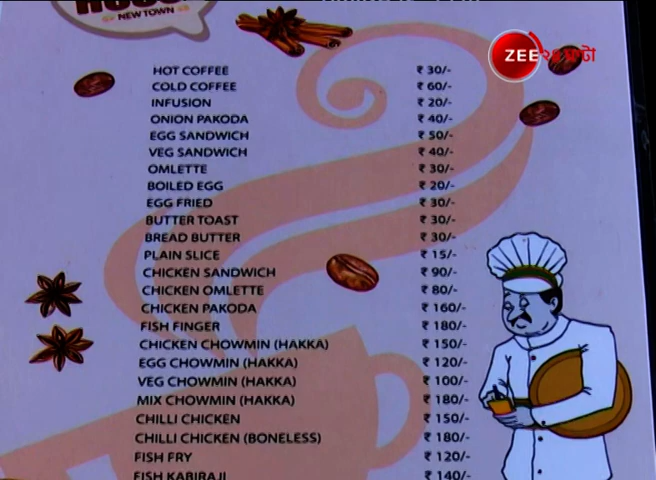 NEW TOWN
ZEE ২৪ ঘণ্টা
HOT COFFEE ₹ 30/-
COLD COFFEE ₹ 60/-
INFUSION ₹ 20/-
ONION PAKODA ₹ 40/-
EGG SANDWICH ₹ 50/-
VEG SANDWICH ₹ 40/-
OMLETTE ₹ 30/-
BOILED EGG ₹ 20/-
EGG FRIED ₹ 30/-
BUTTER TOAST ₹ 30/-
BREAD BUTTER ₹ 30/-
PLAIN SLICE ₹ 15/-
CHICKEN SANDWICH ₹ 90/-
CHICKEN OMLETTE ₹ 80/-
CHICKEN PAKODA ₹ 160/-
FISH FINGER ₹ 180/-
CHICKEN CHOWMIN (HAKKA) ₹ 150/-
EGG CHOWMIN (HAKKA) ₹ 120/-
VEG CHOWMIN (HAKKA) ₹ 100/-
MIX CHOWMIN (HAKKA) ₹ 180/-
CHILLI CHICKEN ₹ 150/-
CHILLI CHICKEN (BONELESS) ₹ 180/-
FISH FRY ₹ 120/-
FISH KABIRAJI ₹ 140/-